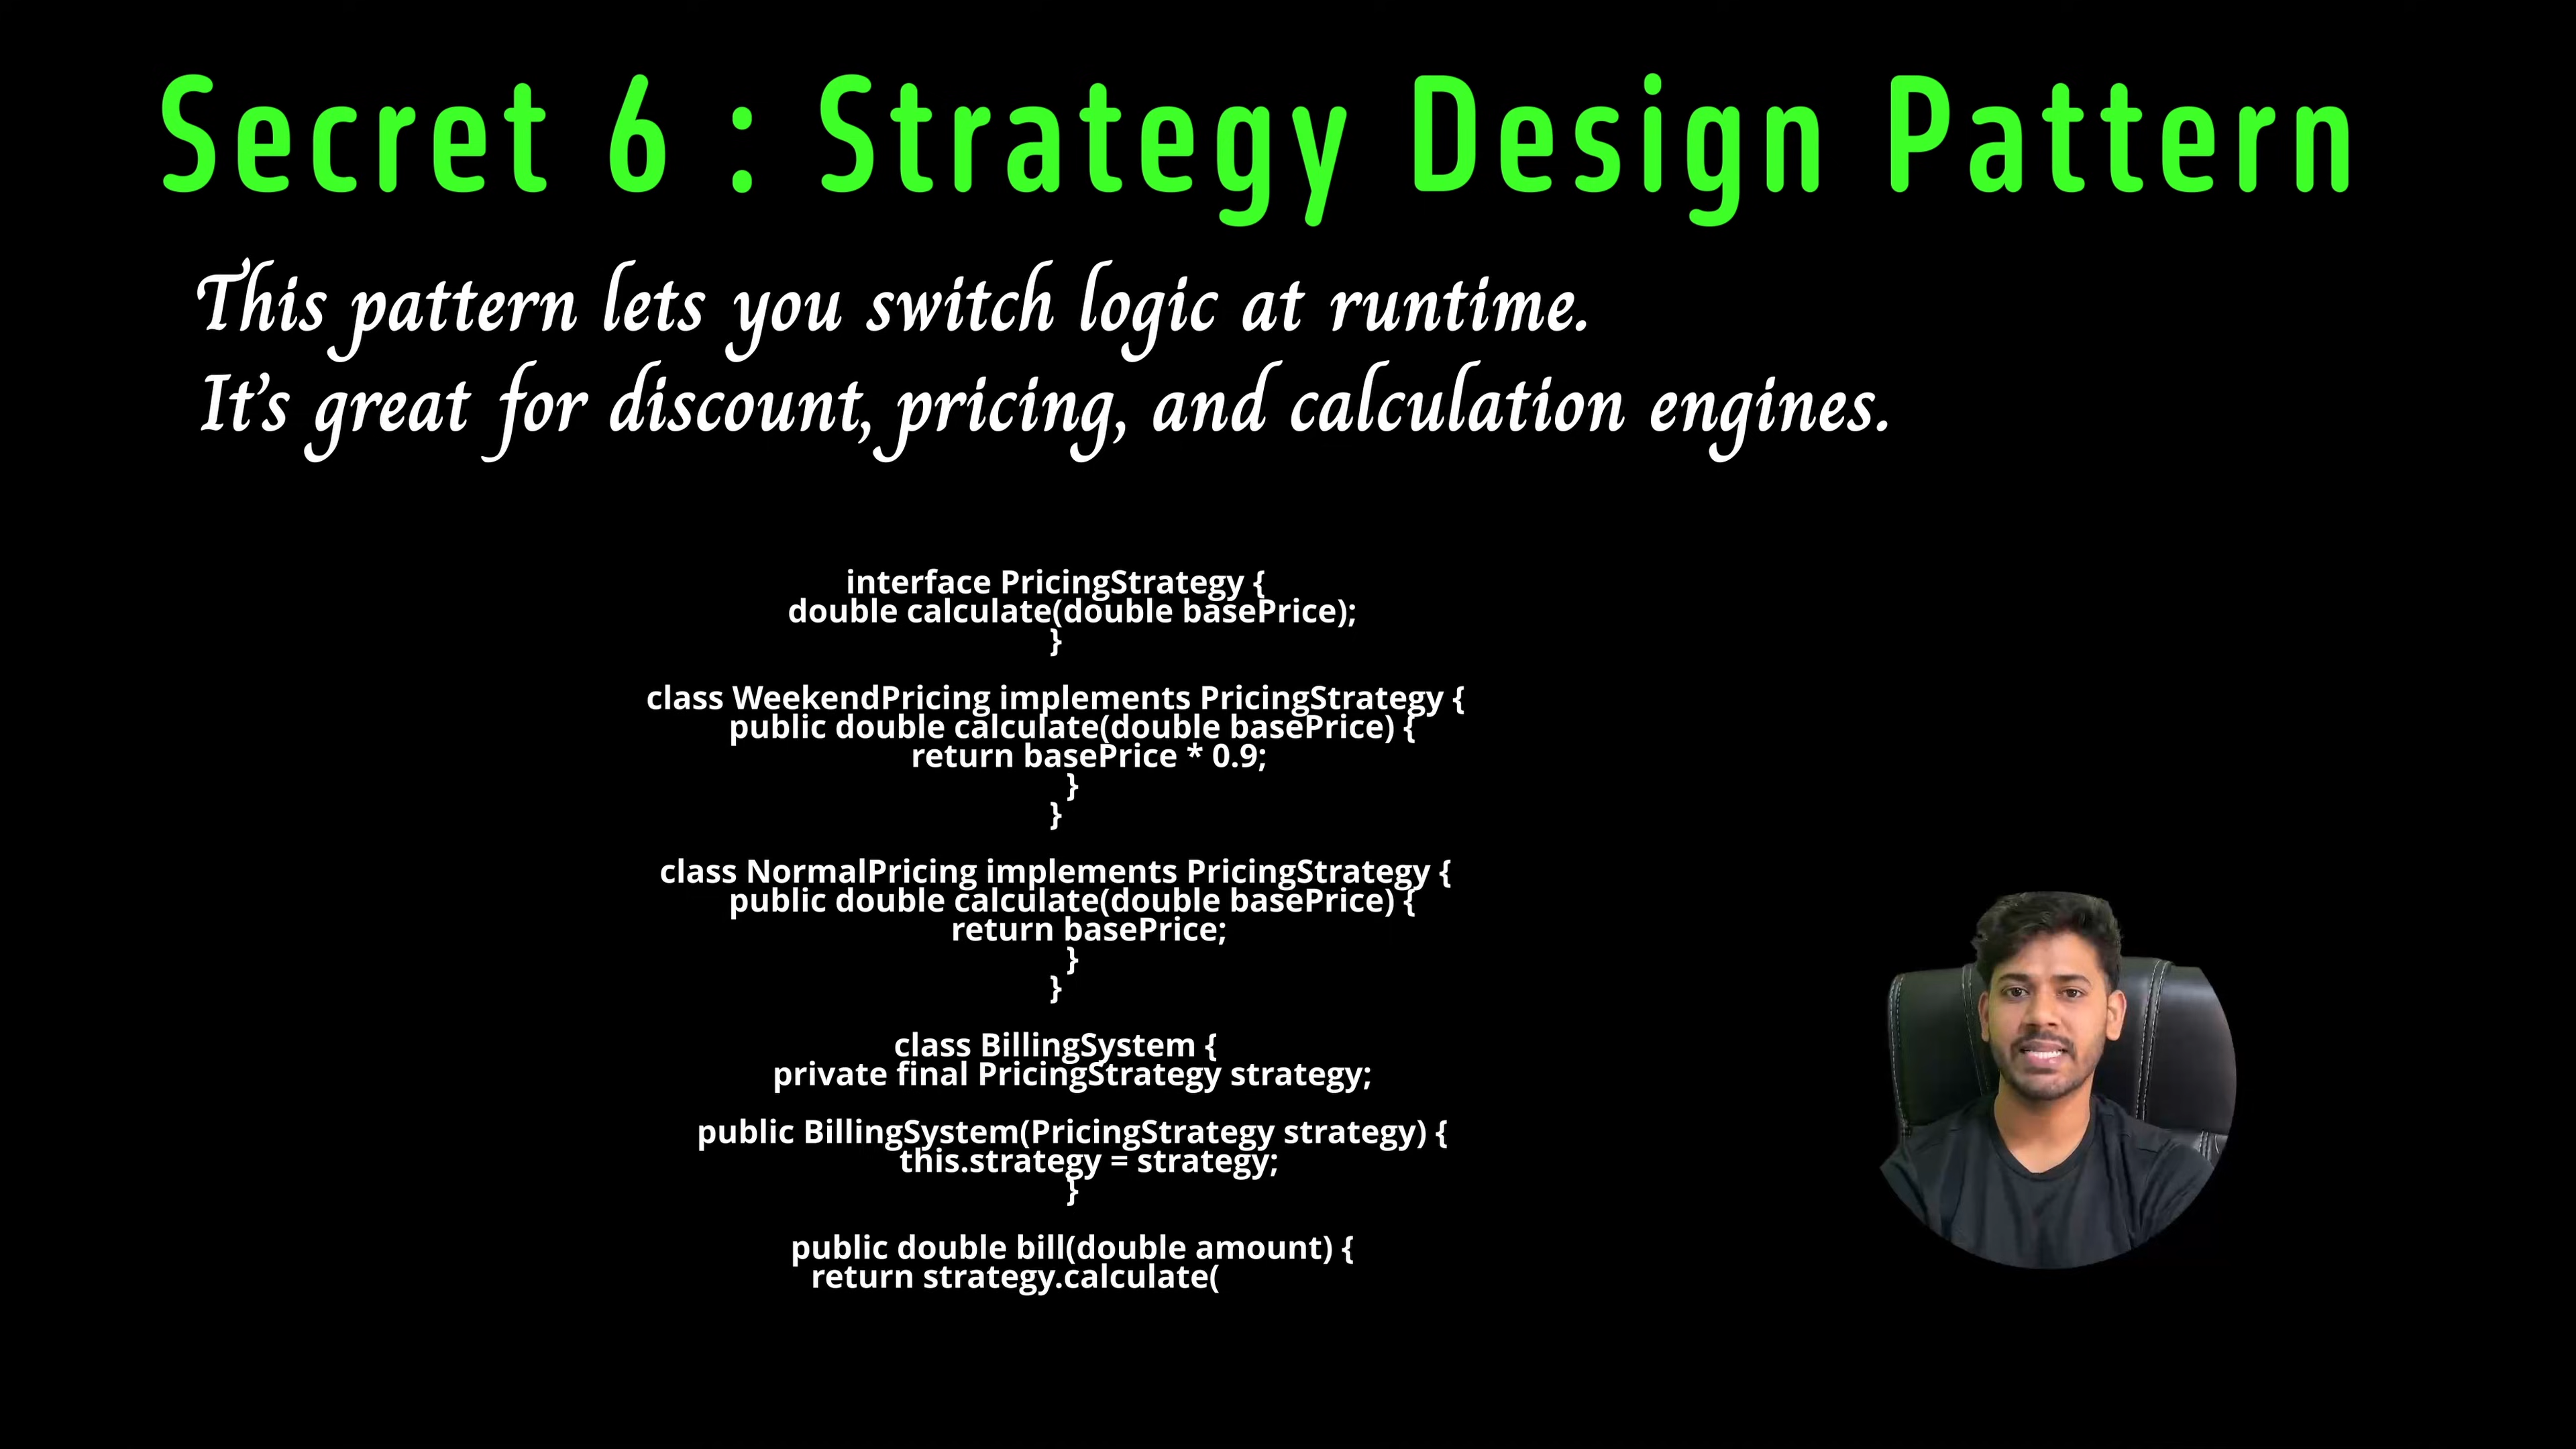 Secret 6 : Strategy Design Pattern
This pattern lets you switch logic at runtime.
It's great for discount, pricing, and calculation engines.
interface PricingStrategy {
double calculate(double basePrice);
}
class WeekendPricing implements PricingStrategy {
public double calculate(double basePrice) {
return basePrice * 0.9;
}
}
class NormalPricing implements PricingStrategy {
public double calculate(double basePrice) {
return basePrice;
}
}
class BillingSystem {
private final PricingStrategy strategy;
public BillingSystem(PricingStrategy strategy) {
this.strategy = strategy;
}
public double bill(double amount) {
return strategy.calculate(